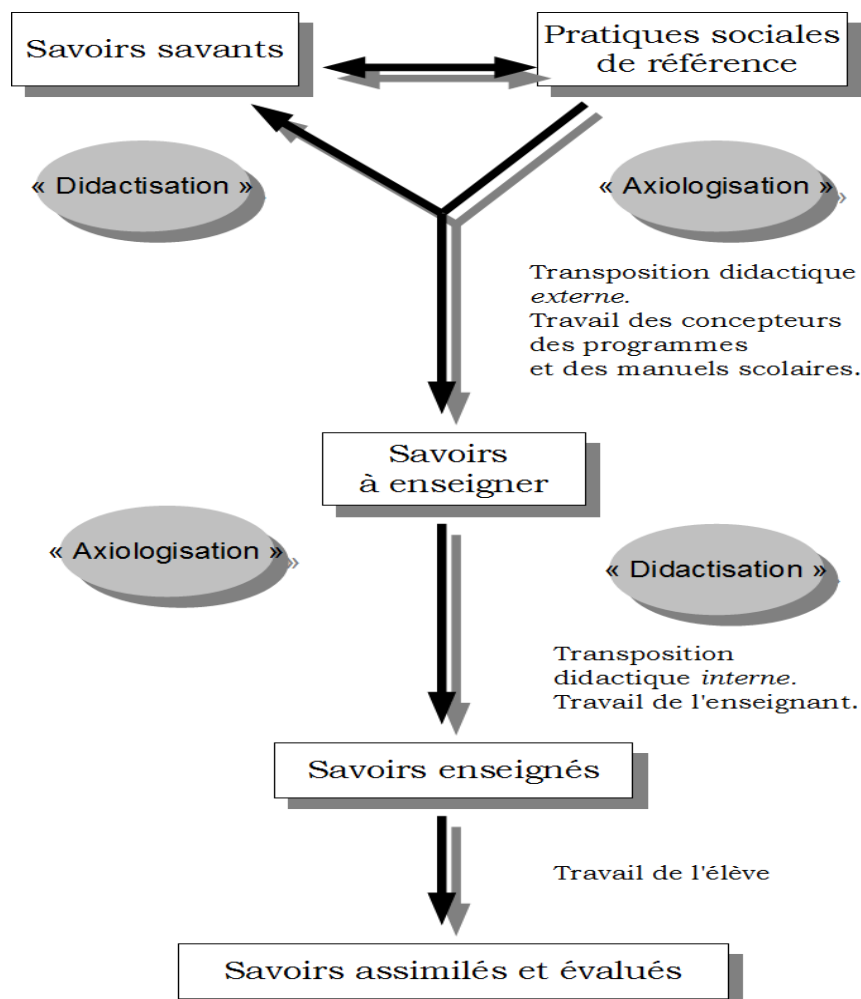 Savoirs savants
Pratiques sociales
de référence
« Didactisation »
« Axiologisation »
Transposition didactique
externe.
Travail des concepteurs
des programmes
et des manuels scolaires.
Savoirs
à enseigner
« Axiologisation »
« Didactisation »
Transposition
didactique interne.
Travail de l'enseignant.
Savoirs enseignés
Travail de l'élève
Savoirs assimilés et évalués